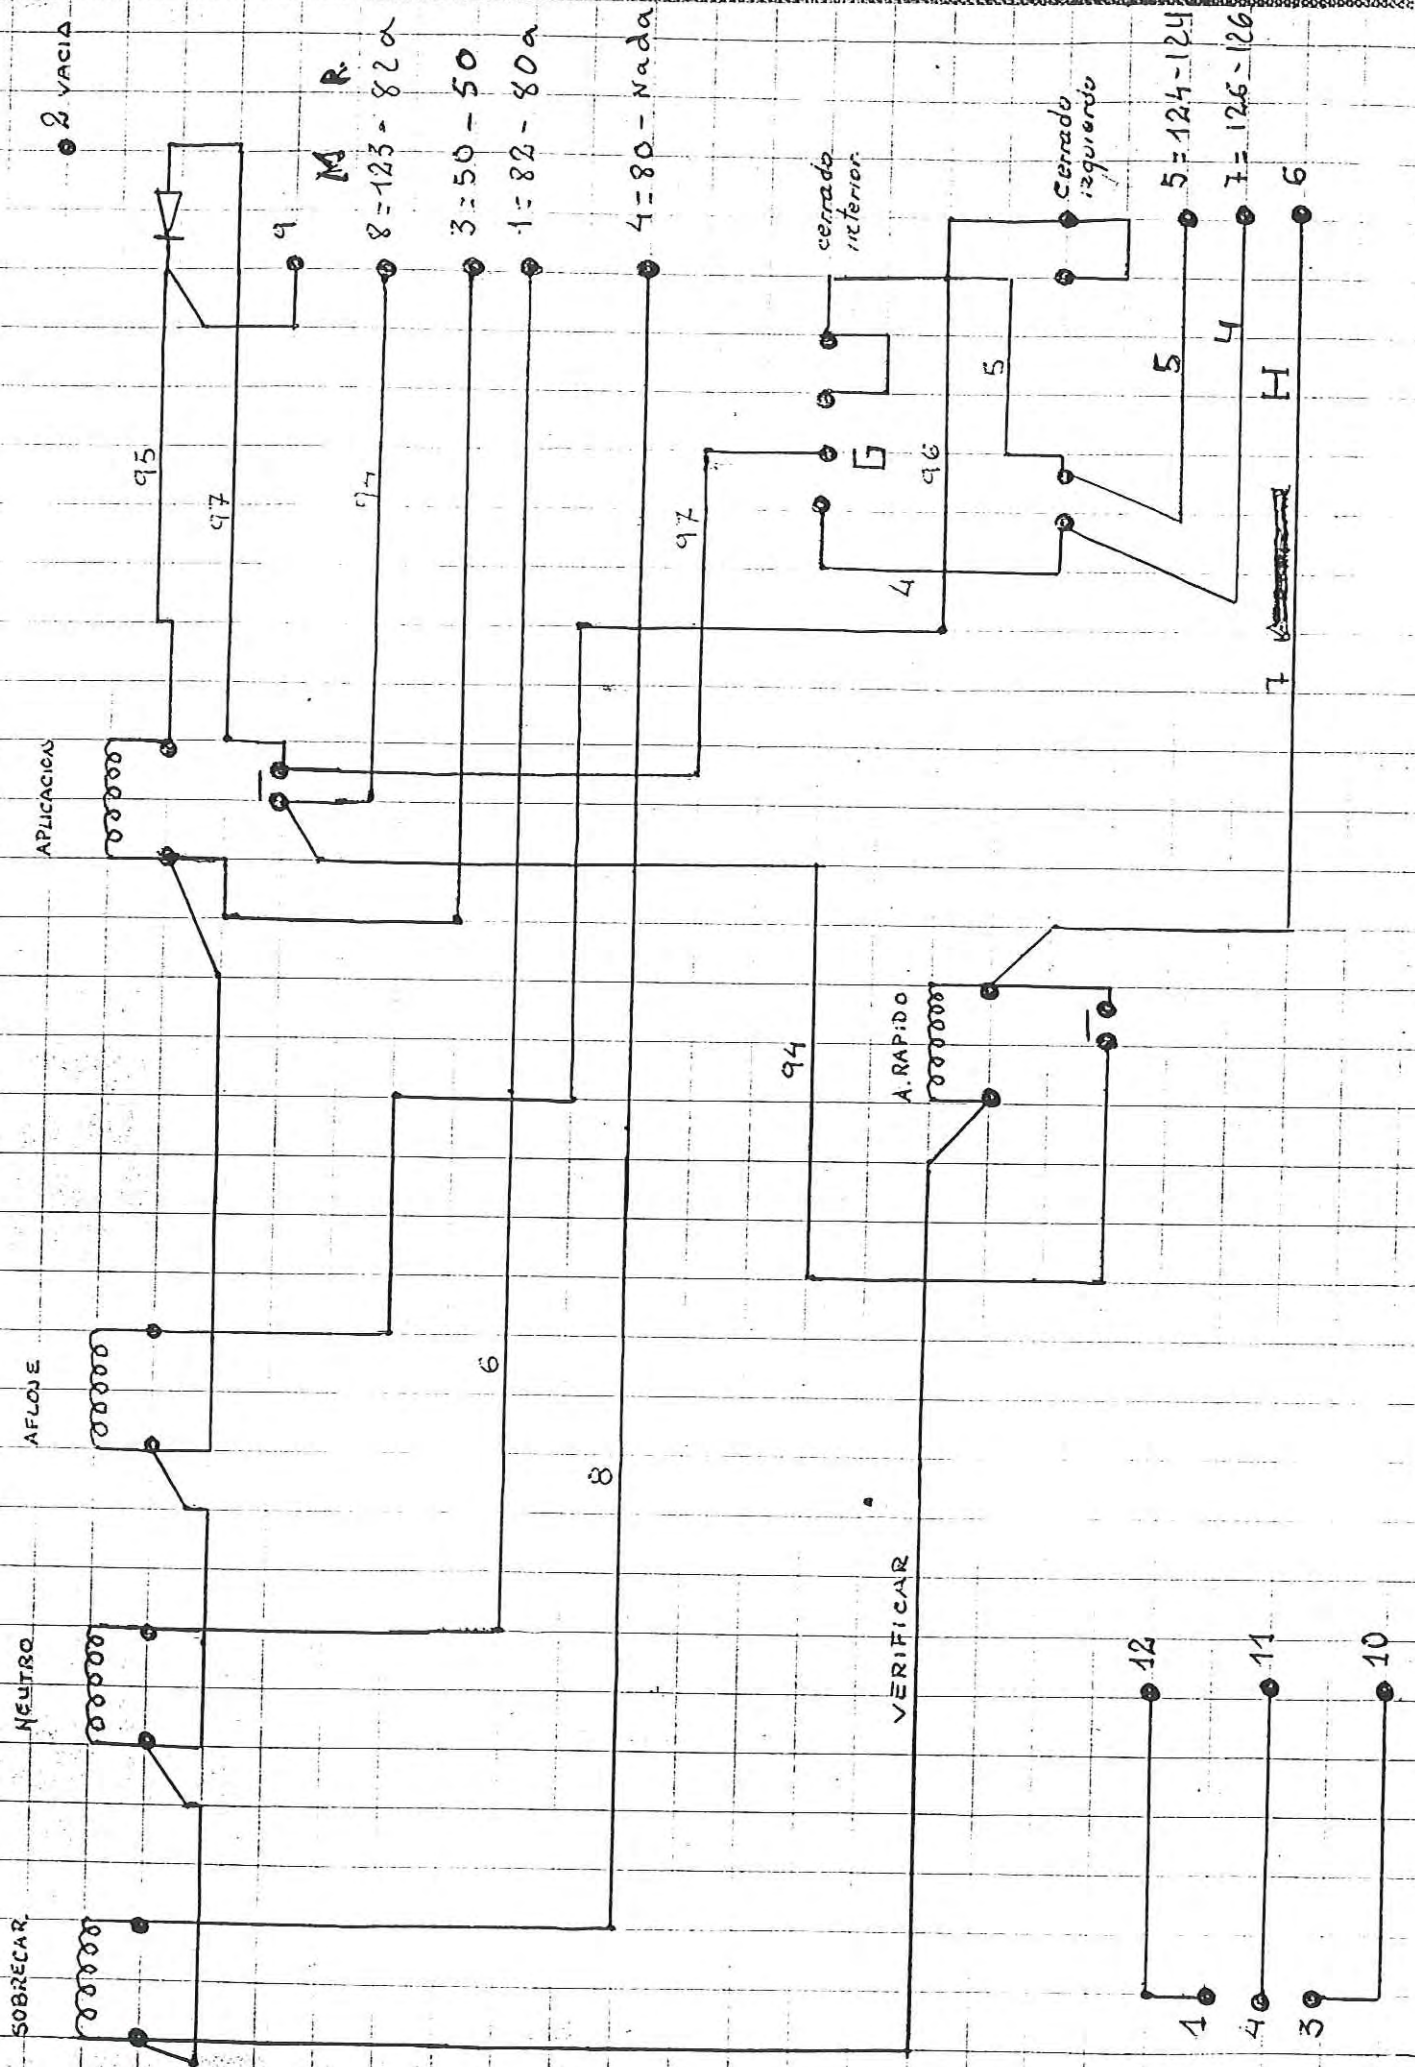 SOBRECAR.
NEUTRO
AFLOJE
APLICACION
2 VACIA
95
97
9
M R.
94
8=123-82a
3=50-50
6
1=82-80a
8
4=80-Nada
97
G
cerrado
interior.
4
96
5
Cerrado
izquierdo
5
5=124-124
4
7=126-126
7
H
6
94
A.RAPIDO
VERIFICAR
1
12
4
11
3
10